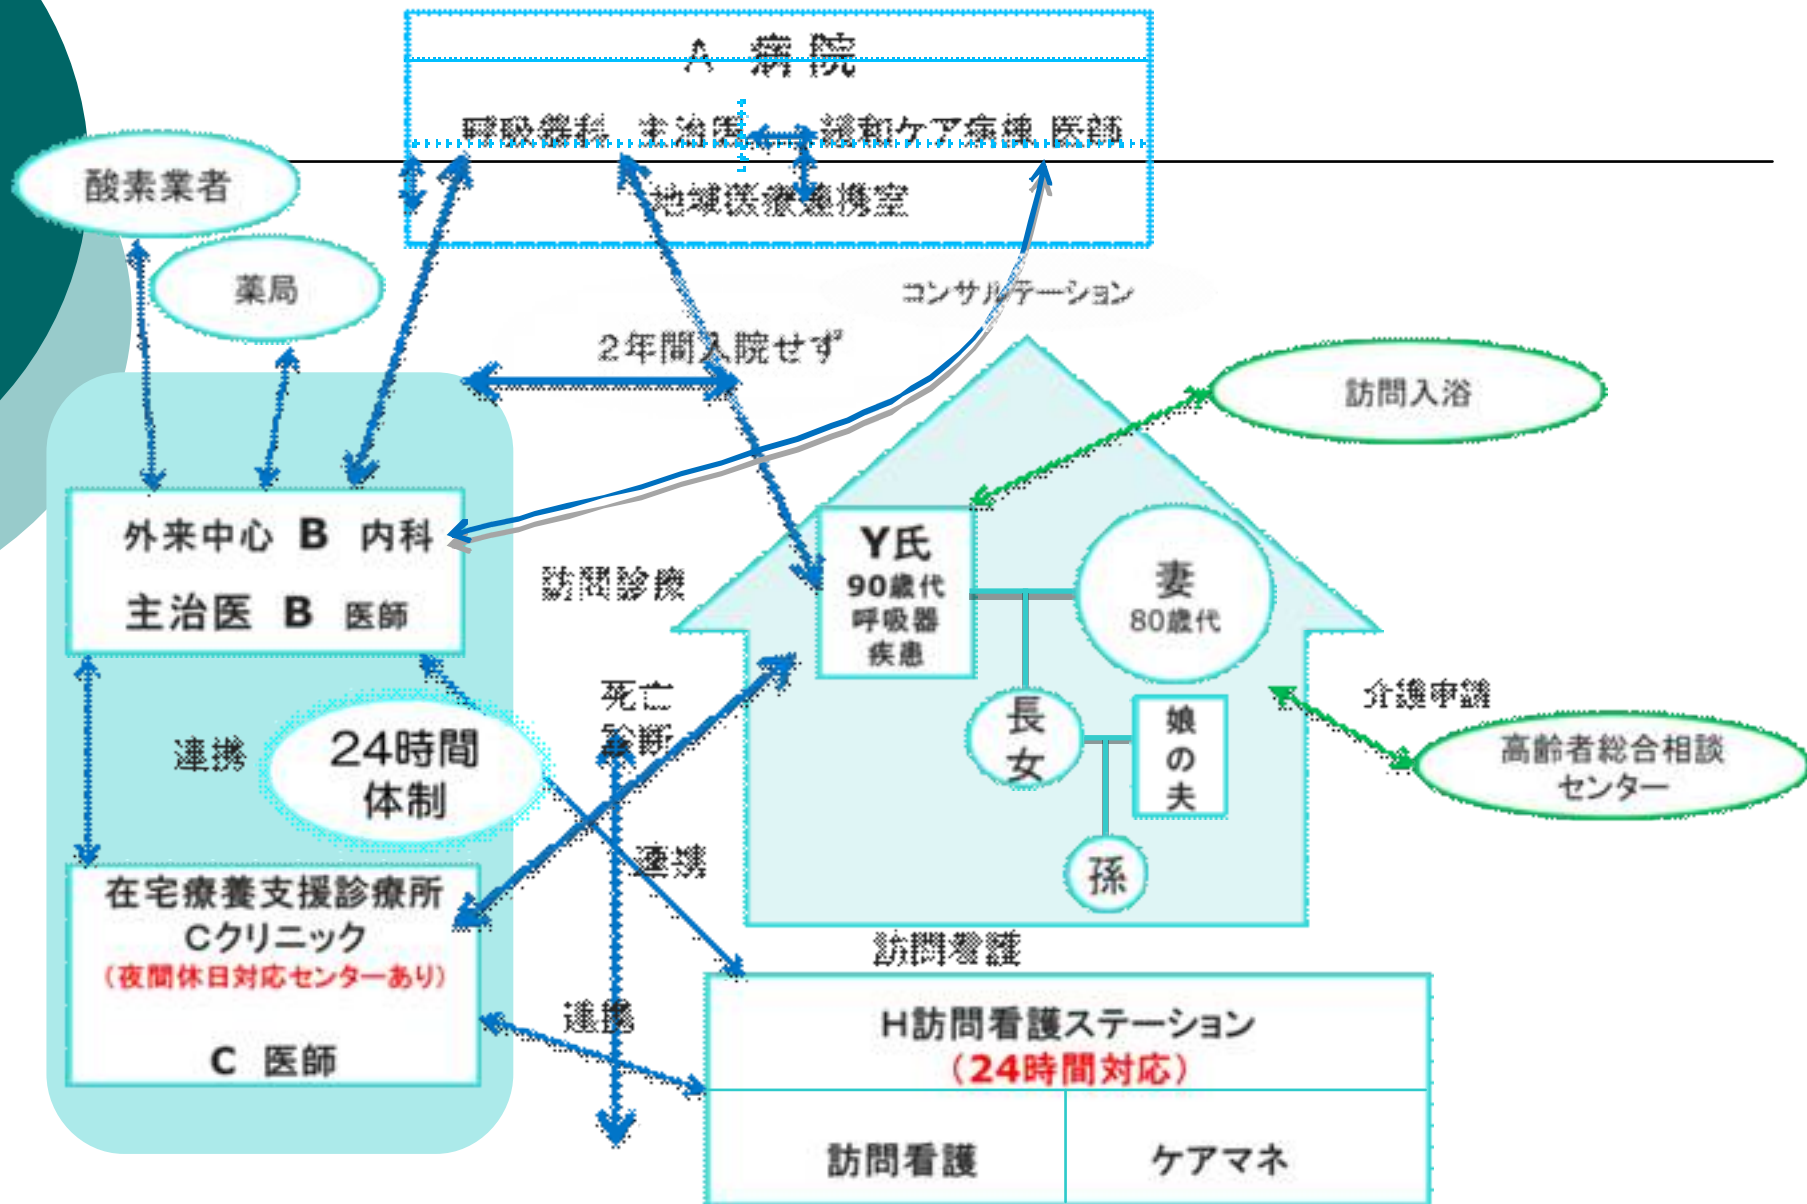 A 病院
呼吸器科 主治医
緩和ケア病棟 医師
地域医療連携室
酸素業者
薬局
コンサルテーション
2年間入院せず
訪問入浴
外来中心 B 内科
主治医 B 医師
訪問診療
Y氏
90歳代
呼吸器
疾患
妻
80歳代
死亡
診断
介護申請
長
女
娘
の
夫
高齢者総合相談
センター
連携
24時間
体制
連携
孫
在宅療養支援診療所
Cクリニック
(夜間休日対応センターあり)
C 医師
訪問看護
連携
H訪問看護ステーション
(24時間対応)
訪問看護
ケアマネ